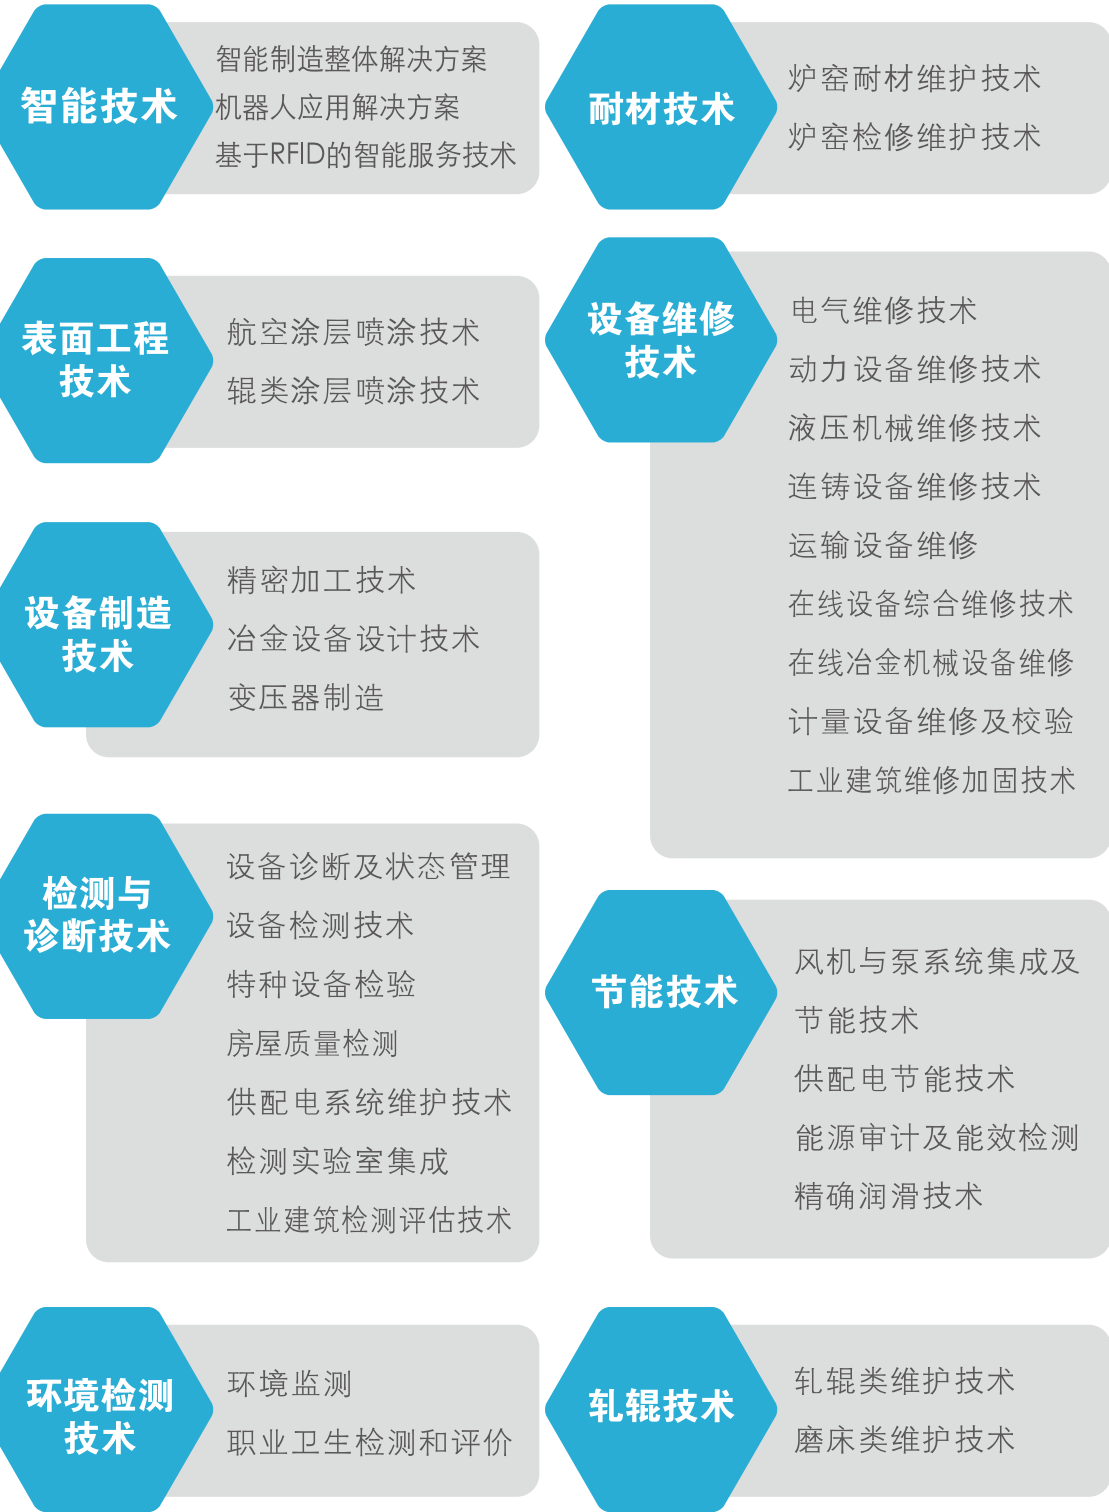 智能技术
智能制造整体解决方案
机器人应用解决方案
基于RFID的智能服务技术
耐材技术
炉窑耐材维护技术
炉窑检修维护技术
表面工程
技术
航空涂层喷涂技术
辊类涂层喷涂技术
设备维修
技术
电气维修技术
动力设备维修技术
液压机械维修技术
连铸设备维修技术
运输设备维修
在线设备综合维修技术
在线冶金机械设备维修
计量设备维修及校验
工业建筑维修加固技术
设备制造
技术
精密加工技术
冶金设备设计技术
变压器制造
检测与
诊断技术
设备诊断及状态管理
设备检测技术
特种设备检验
房屋质量检测
供配电系统维护技术
检测实验室集成
工业建筑检测评估技术
节能技术
风机与泵系统集成及
节能技术
供配电节能技术
能源审计及能效检测
精确润滑技术
环境检测
技术
环境监测
职业卫生检测和评价
轧辊技术
轧辊类维护技术
磨床类维护技术